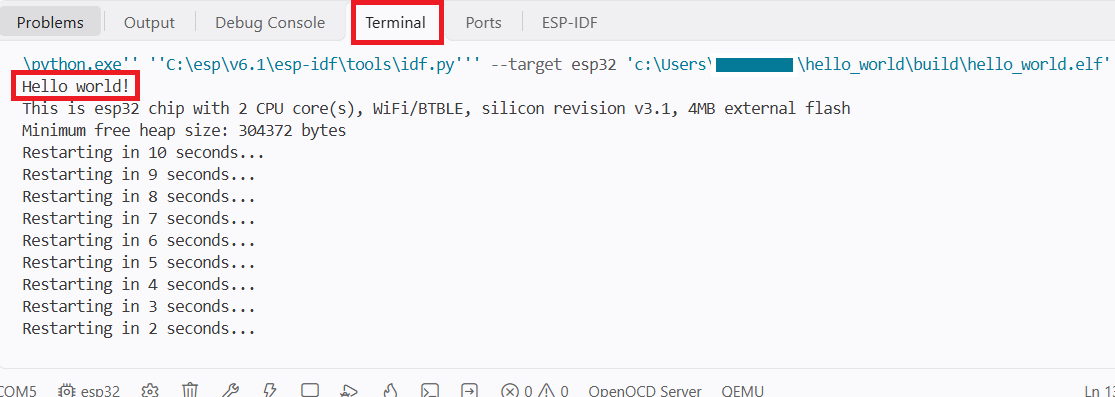 Problems Output Debug Console Terminal Ports ESP-IDF
\python.exe'' ''C:\esp\v6.1\esp-idf\tools\idf.py''' --target esp32 'c:\Users\ \hello_world\build\hello_world.elf'
Hello world!
This is esp32 chip with 2 CPU core(s), WiFi/BTBLE, silicon revision v3.1, 4MB external flash
Minimum free heap size: 304372 bytes
Restarting in 10 seconds...
Restarting in 9 seconds...
Restarting in 8 seconds...
Restarting in 7 seconds...
Restarting in 6 seconds...
Restarting in 5 seconds...
Restarting in 4 seconds...
Restarting in 3 seconds...
Restarting in 2 seconds...
COM5 esp32 0 0 OpenOCD Server QEMU Ln 13